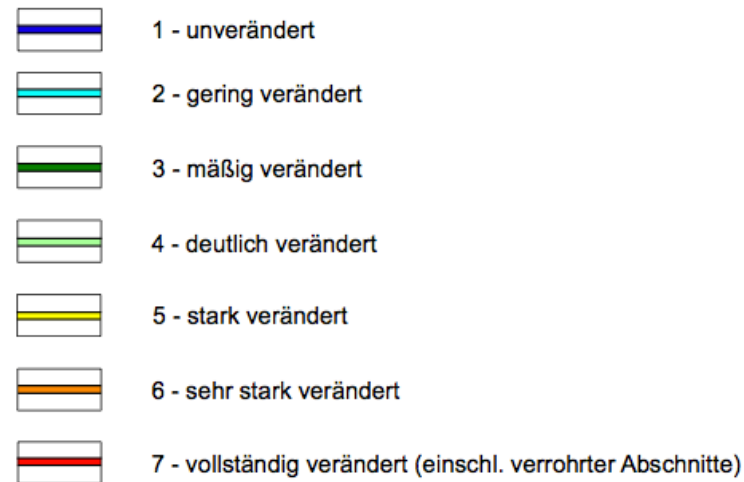 1 - unverändert
2 - gering verändert
3 - mäßig verändert
4 - deutlich verändert
5 - stark verändert
6 - sehr stark verändert
7 - vollständig verändert (einschl. verrohrter Abschnitte)